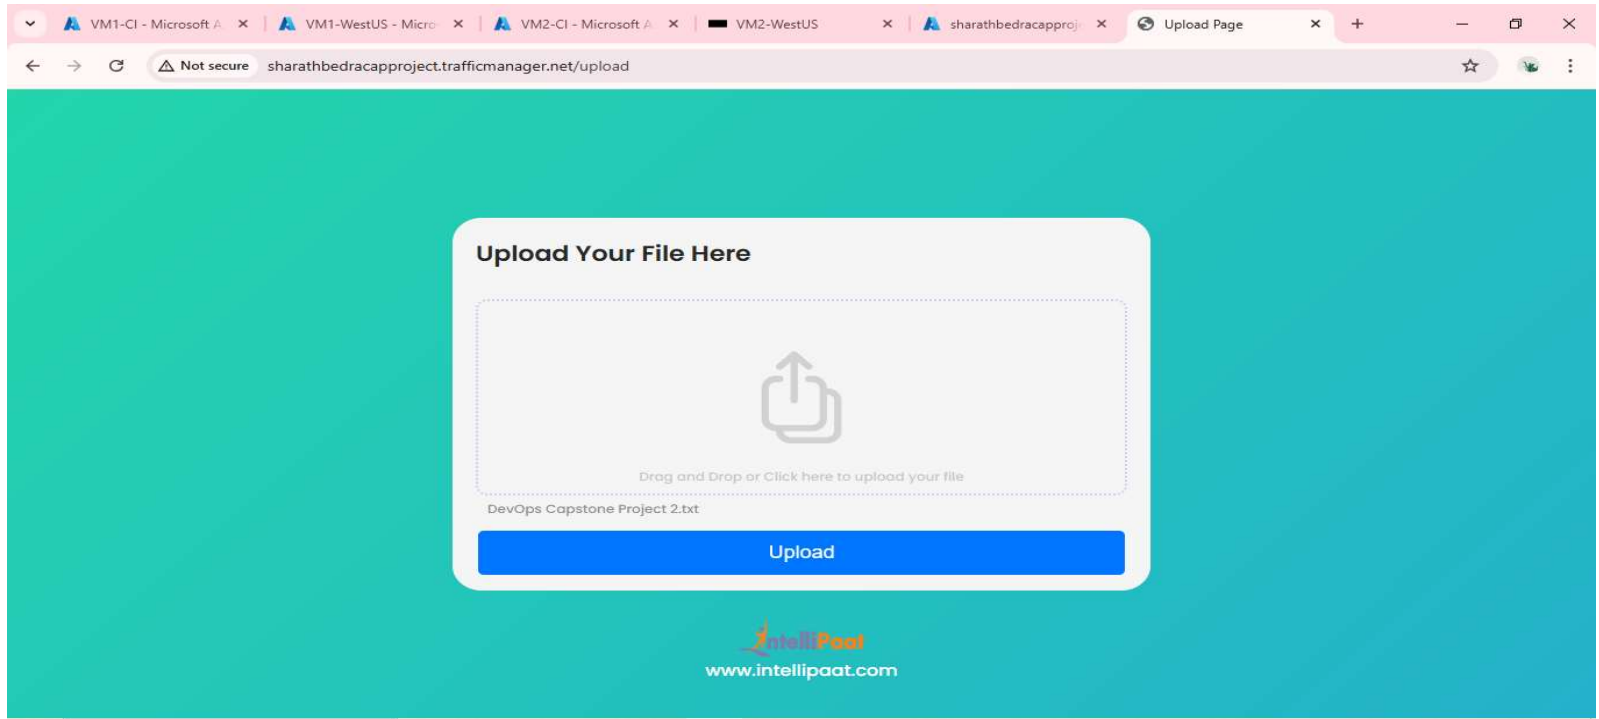 VM1-CI - Microsoft A
VM1-WestUS - Micro
VM2-CI - Microsoft A
VM2-WestUS
sharathbedracapproj
Upload Page
Not secure
sharathbedracapproject.trafficmanager.net/upload
Upload Your File Here
Drag and Drop or Click here to upload your file
DevOps Capstone Project 2.txt
Upload
IntelliPaat
www.intellipaat.com